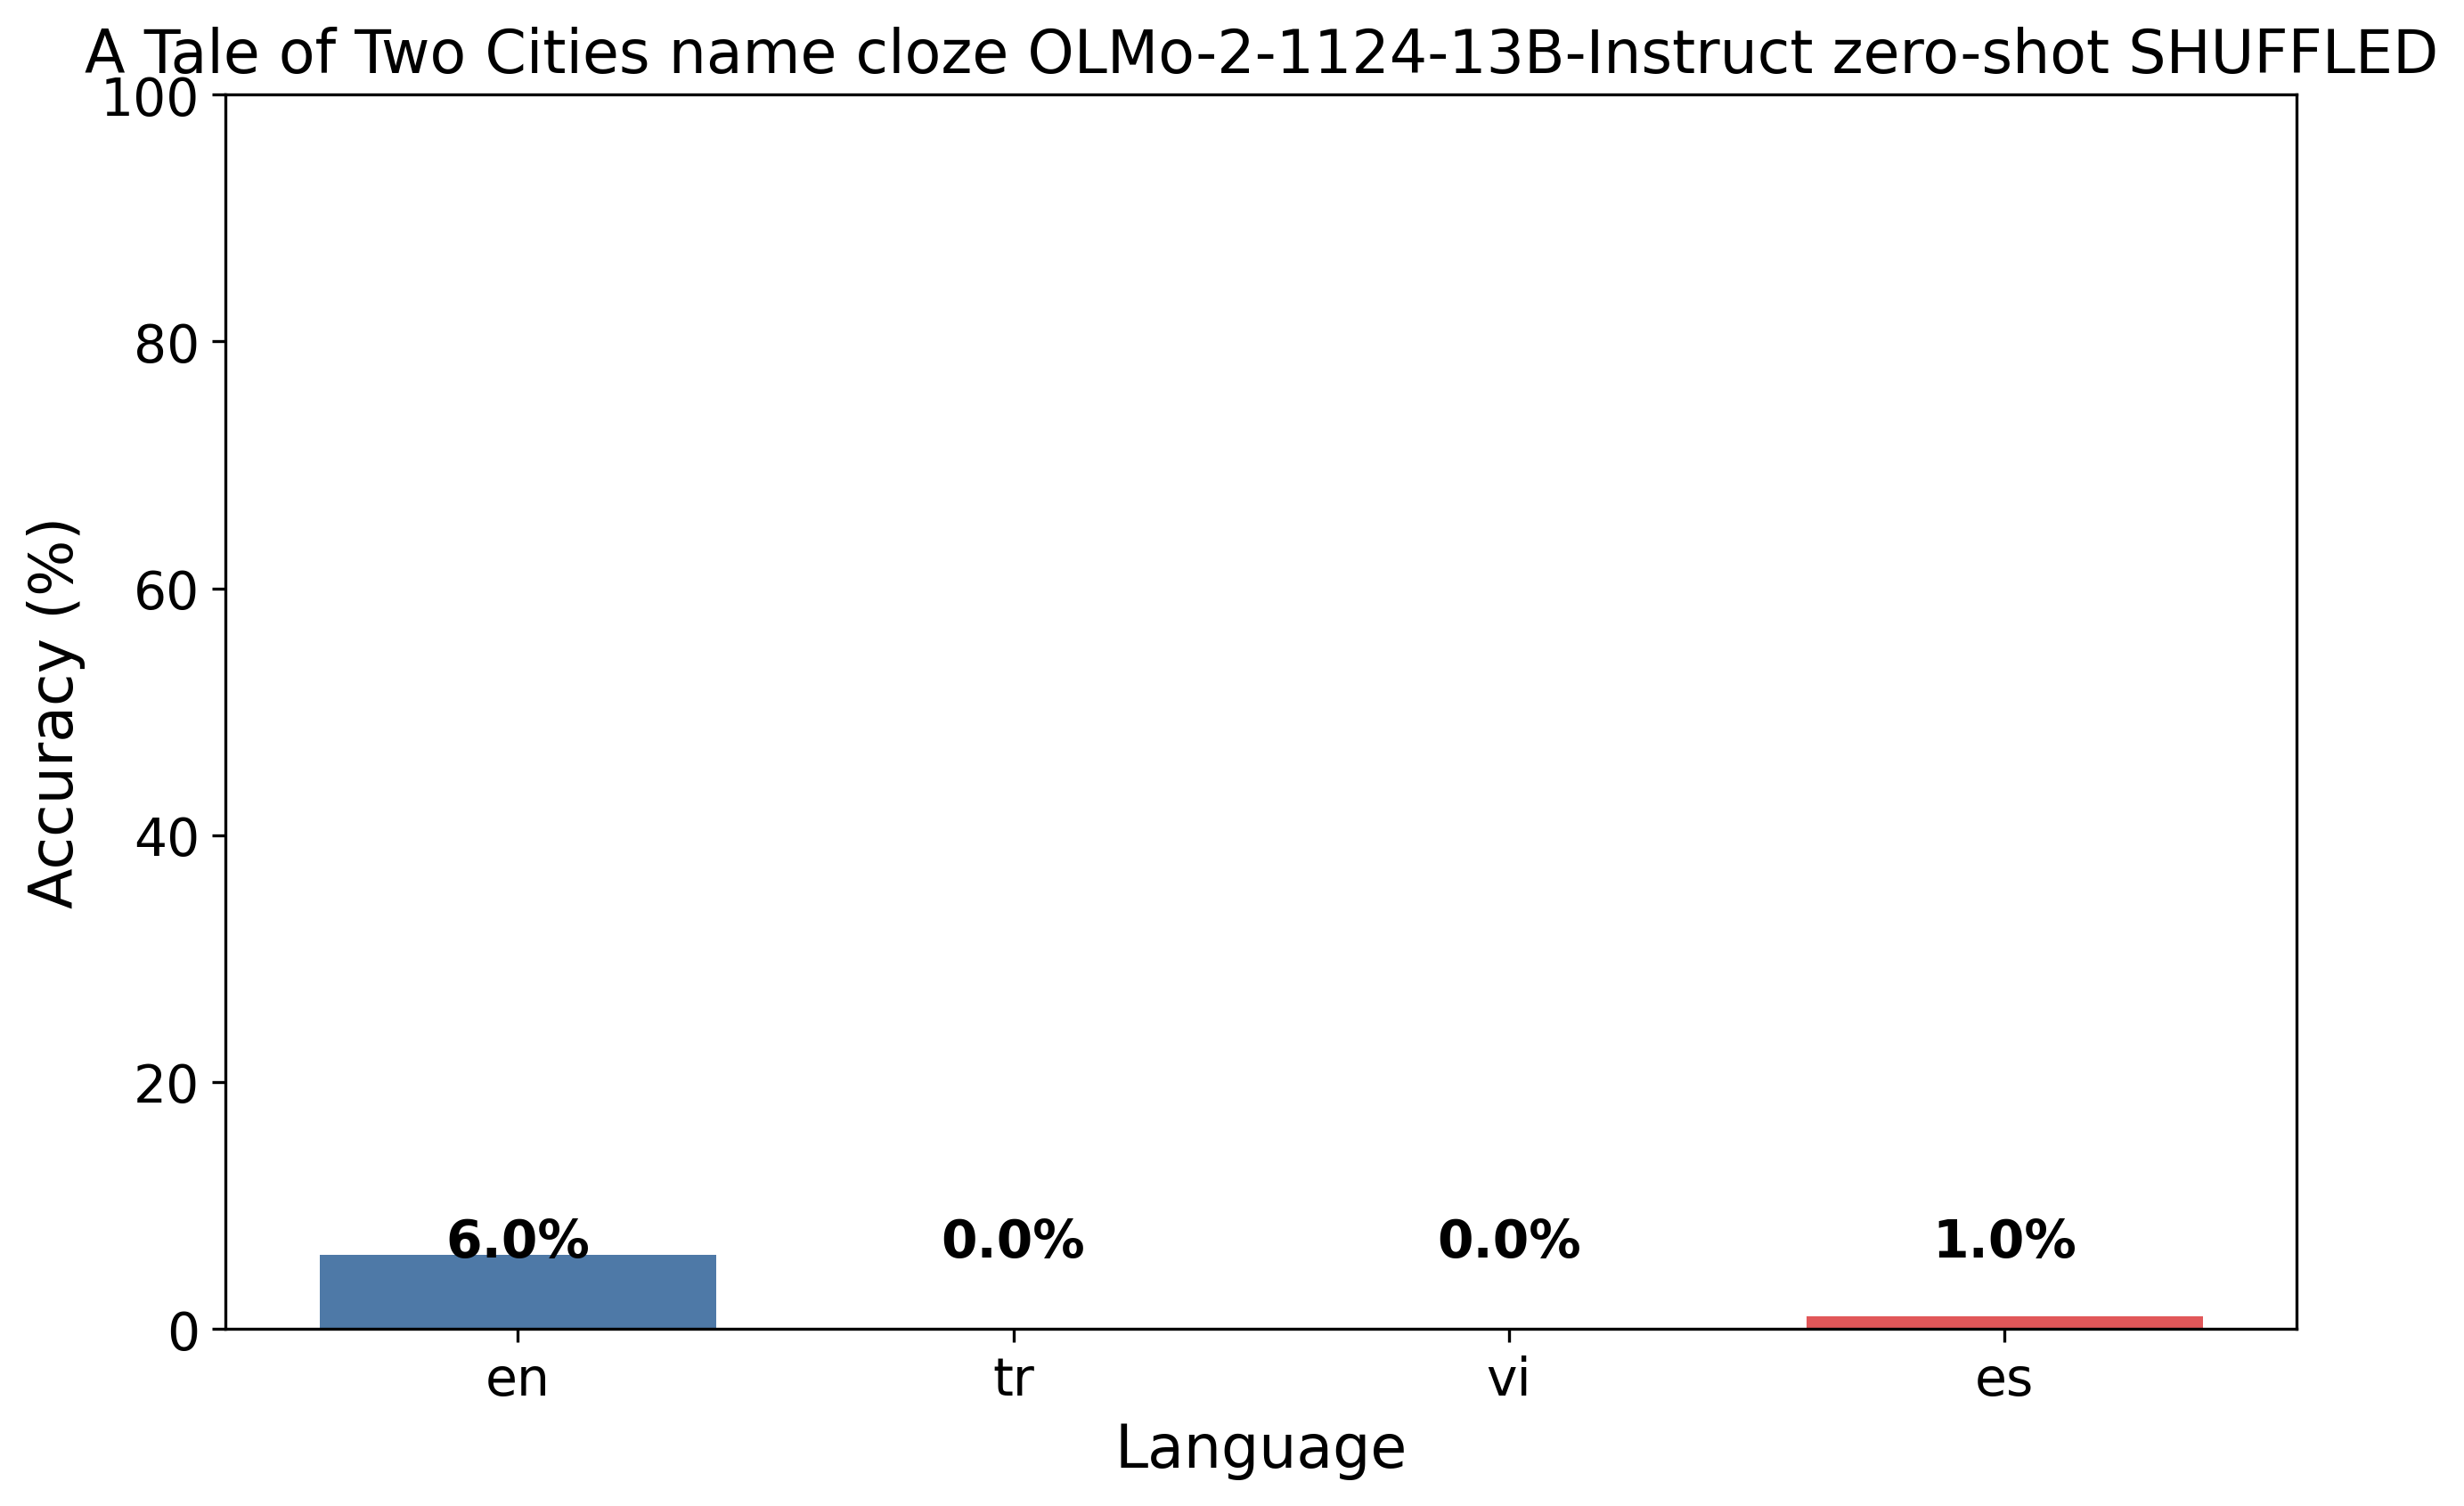 A Tale of Two Cities name cloze OLMo-2-1124-13B-Instruct zero-shot SHUFFLED
100
80
60
40
20
0
Accuracy (%)
6.0%
0.0%
0.0%
1.0%
en
tr
vi
es
Language